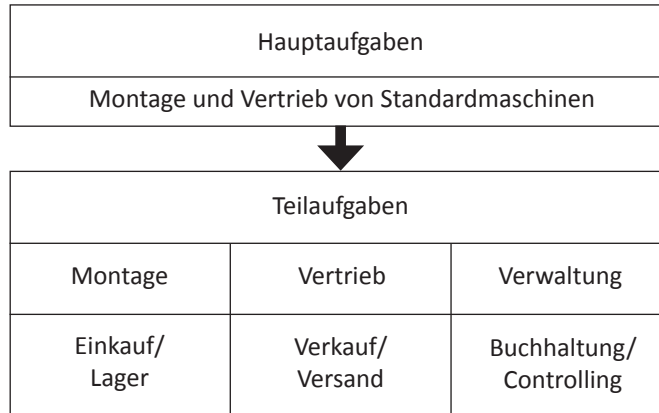 Hauptaufgaben
Montage und Vertrieb von Standardmaschinen
Teilaufgaben
Montage
Vertrieb
Verwaltung
Einkauf/
Lager
Verkauf/
Versand
Buchhaltung/
Controlling